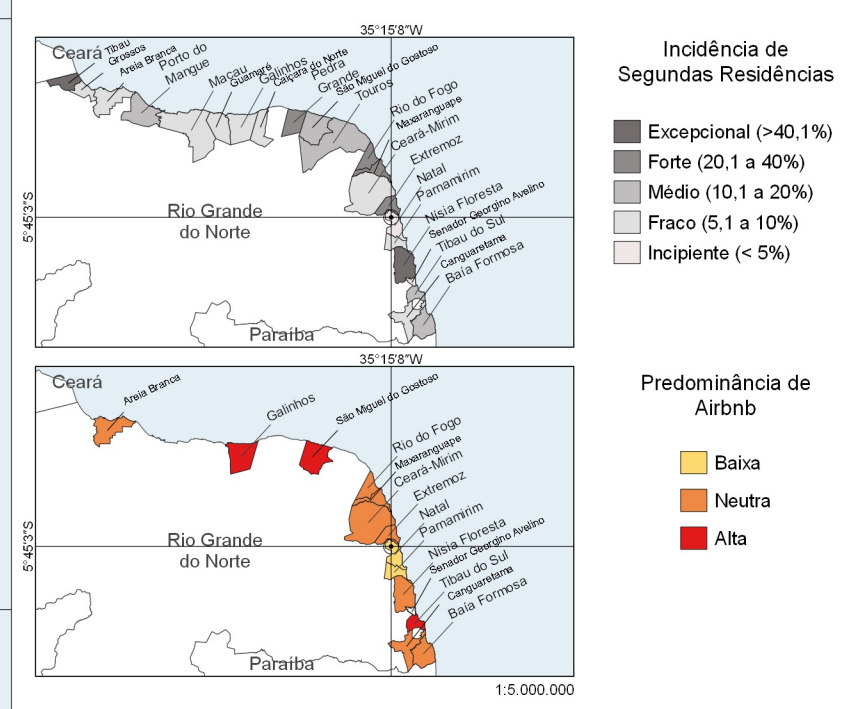 35°15'8"W
Ceará
Tibau
Grossos
Areia Branca
Porto do
Mangue
Macau
Guamaré
Galinhos
Caiçara do Norte
Pedra
Grande
São Miguel do Gostoso
Touros
Rio do Fogo
Maxaranguape
Ceará-Mirim
Extremoz
Natal
Parnamirim
Nísia Floresta
Senador Georgino Avelino
Tibau do Sul
Canguaretama
Baía Formosa
5°45'3"S
Rio Grande
do Norte
Paraíba
Incidência de
Segundas Residências
Excepcional (>40,1%)
Forte (20,1 a 40%)
Médio (10,1 a 20%)
Fraco (5,1 a 10%)
Incipiente (< 5%)
35°15'8"W
Ceará
Areia Branca
Galinhos
São Miguel do Gostoso
Rio do Fogo
Maxaranguape
Ceará-Mirim
Extremoz
Natal
Parnamirim
Nísia Floresta
Senador Georgino Avelino
Tibau do Sul
Canguaretama
Baía Formosa
5°45'3"S
Rio Grande
do Norte
Paraíba
Predominância de
Airbnb
Baixa
Neutra
Alta
1:5.000.000